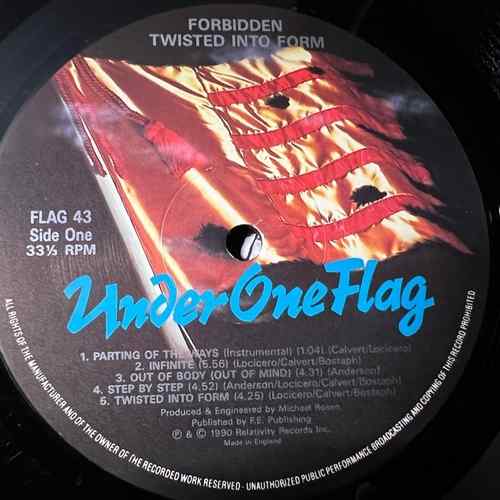 FORBIDDEN
TWISTED INTO FORM
FLAG 43
Side One
33⅓ RPM
Under One Flag
1. PARTING OF THE WAYS (Instrumental) (1.04) (Calvert/Locicero)
2. INFINITE (5.56) (Locicero/Calvert/Bostaph)
3. OUT OF BODY (OUT OF MIND) (4.31) (Anderson)
4. STEP BY STEP (4.52) (Anderson/Locicero/Calvert/Bostaph)
5. TWISTED INTO FORM (4.25) (Locicero/Calvert/Bostaph)
Produced & Engineered by Michael Rosen
Published by F.E. Publishing
℗ & © 1990 Relativity Records Inc.
Made in England
ALL RIGHTS OF THE MANUFACTURER AND OF THE OWNER OF THE RECORDED WORK RESERVED - UNAUTHORIZED PUBLIC PERFORMANCE BROADCASTING AND COPYING OF THIS RECORD PROHIBITED